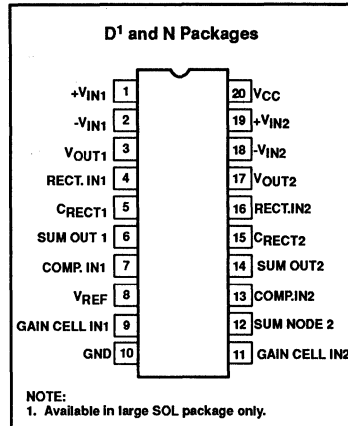 D1 and N Packages
+VIN1 1
20 VCC
-VIN1 2
19 +VIN2
VOUT1 3
18 -VIN2
RECT. IN1 4
17 VOUT2
CRECT1 5
16 RECT.IN2
SUM OUT 1 6
15 CRECT2
COMP. IN1 7
14 SUM OUT2
VREF 8
13 COMP.IN2
GAIN CELL IN1 9
12 SUM NODE 2
GND 10
11 GAIN CELL IN2
NOTE:
1. Available in large SOL package only.